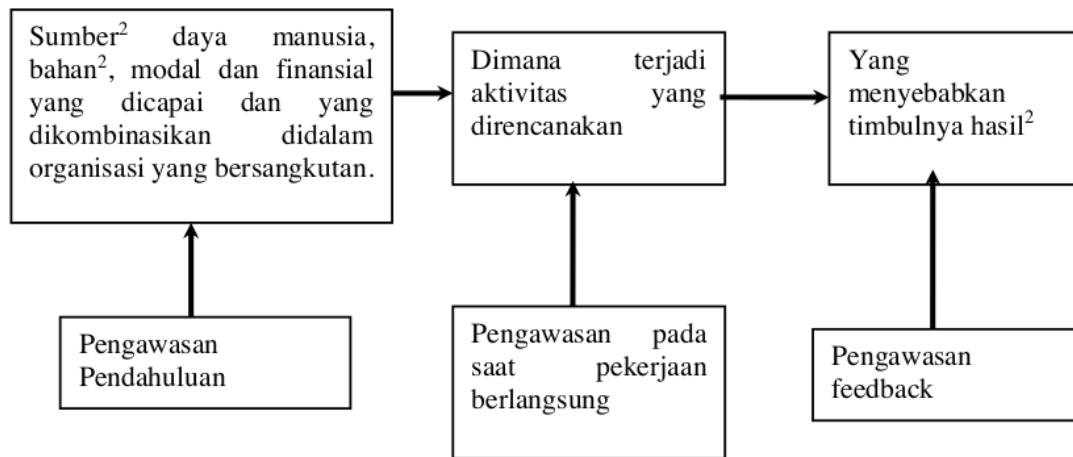 Sumber² daya manusia,
bahan², modal dan finansial
yang dicapai dan yang
dikombinasikan didalam
organisasi yang bersangkutan.
Dimana terjadi
aktivitas yang
direncanakan
Yang
menyebabkan
timbulnya hasil²
Pengawasan
Pendahuluan
Pengawasan pada
saat pekerjaan
berlangsung
Pengawasan
feedback